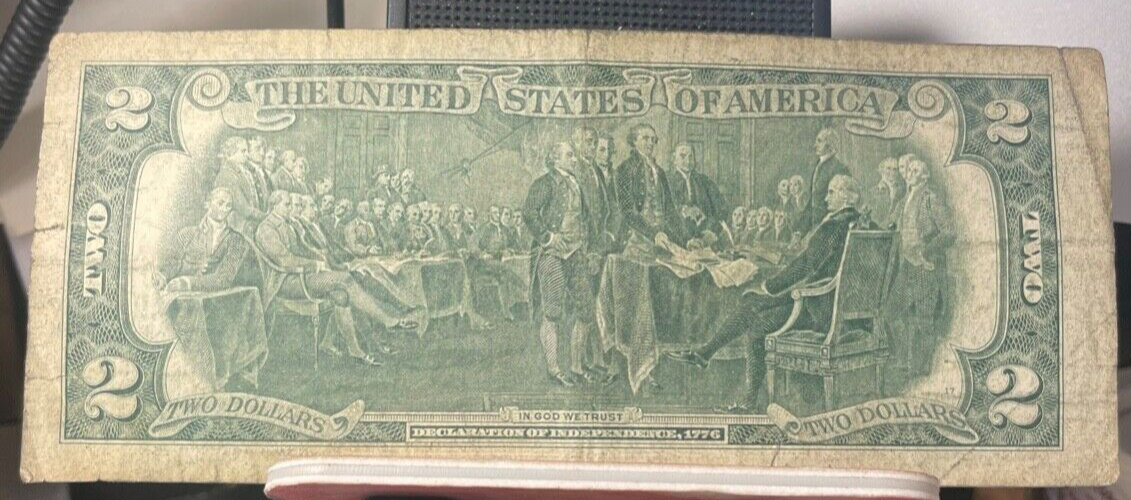 2 THE UNITED STATES OF AMERICA 2
TWO
TWO
2 TWO DOLLARS
IN GOD WE TRUST
17
TWO DOLLARS 2
DECLARATION OF INDEPENDENCE, 1776